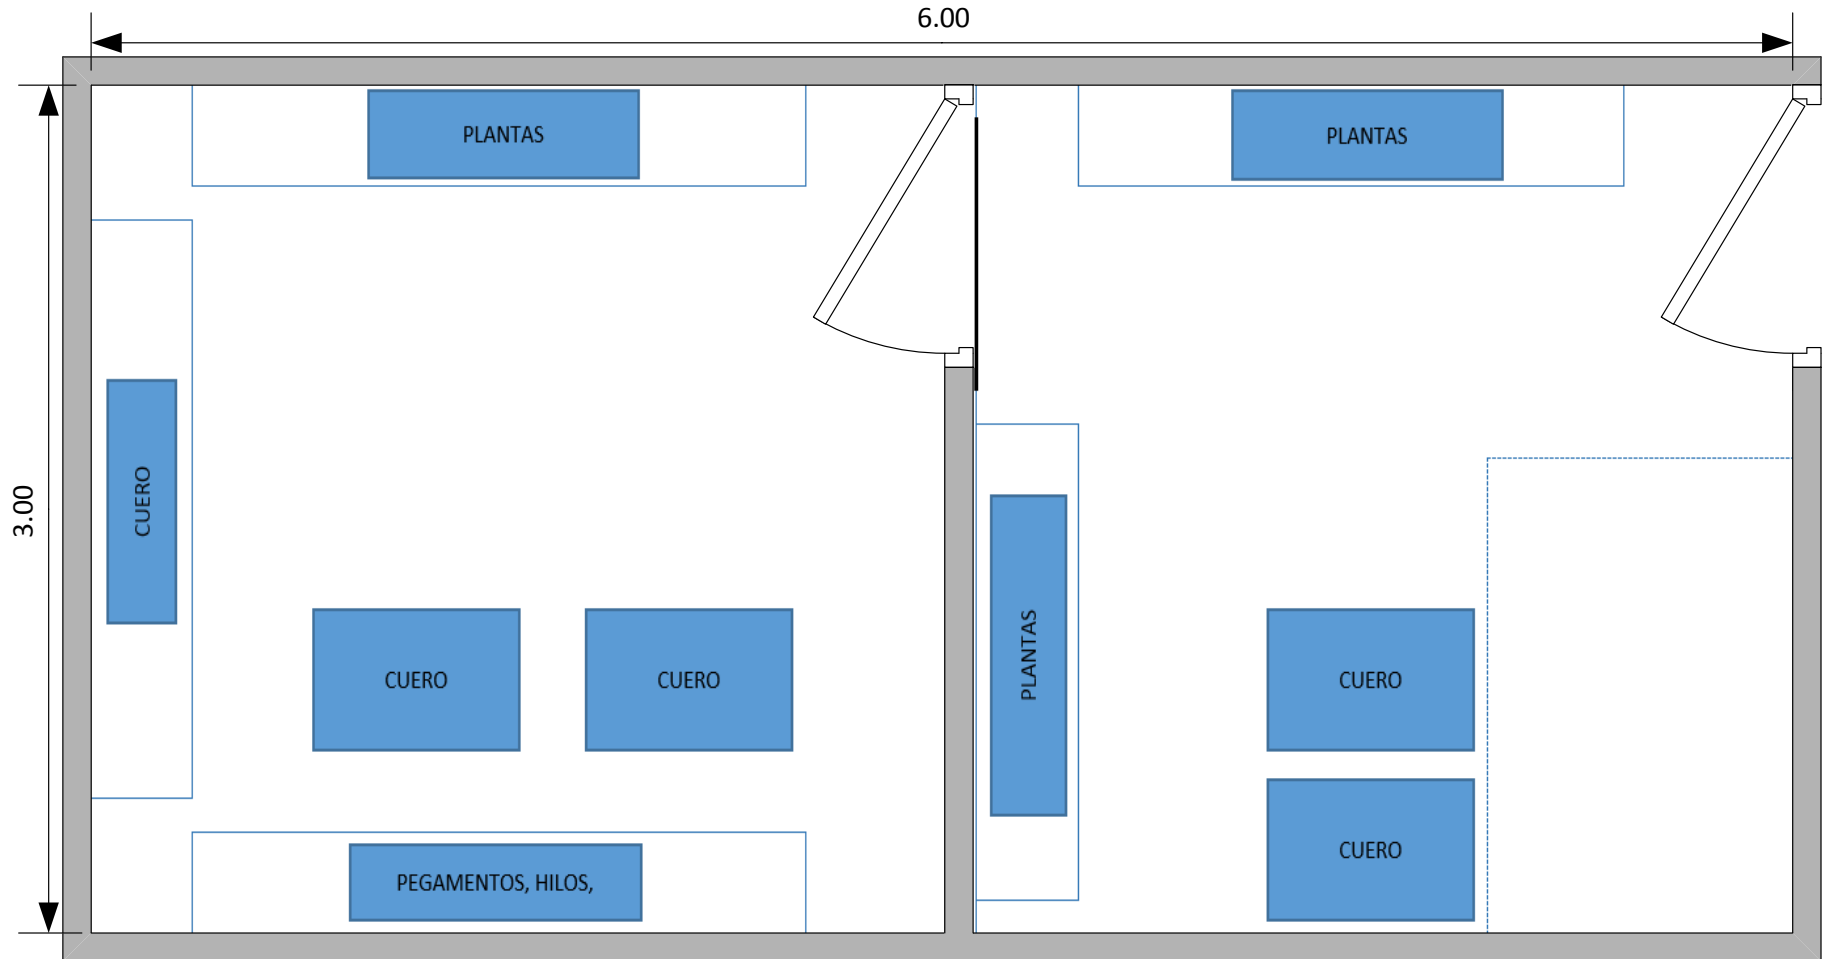 6.00
PLANTAS
PLANTAS
3.00
CUERO
PLANTAS
CUERO
CUERO
CUERO
CUERO
PEGAMENTOS, HILOS,